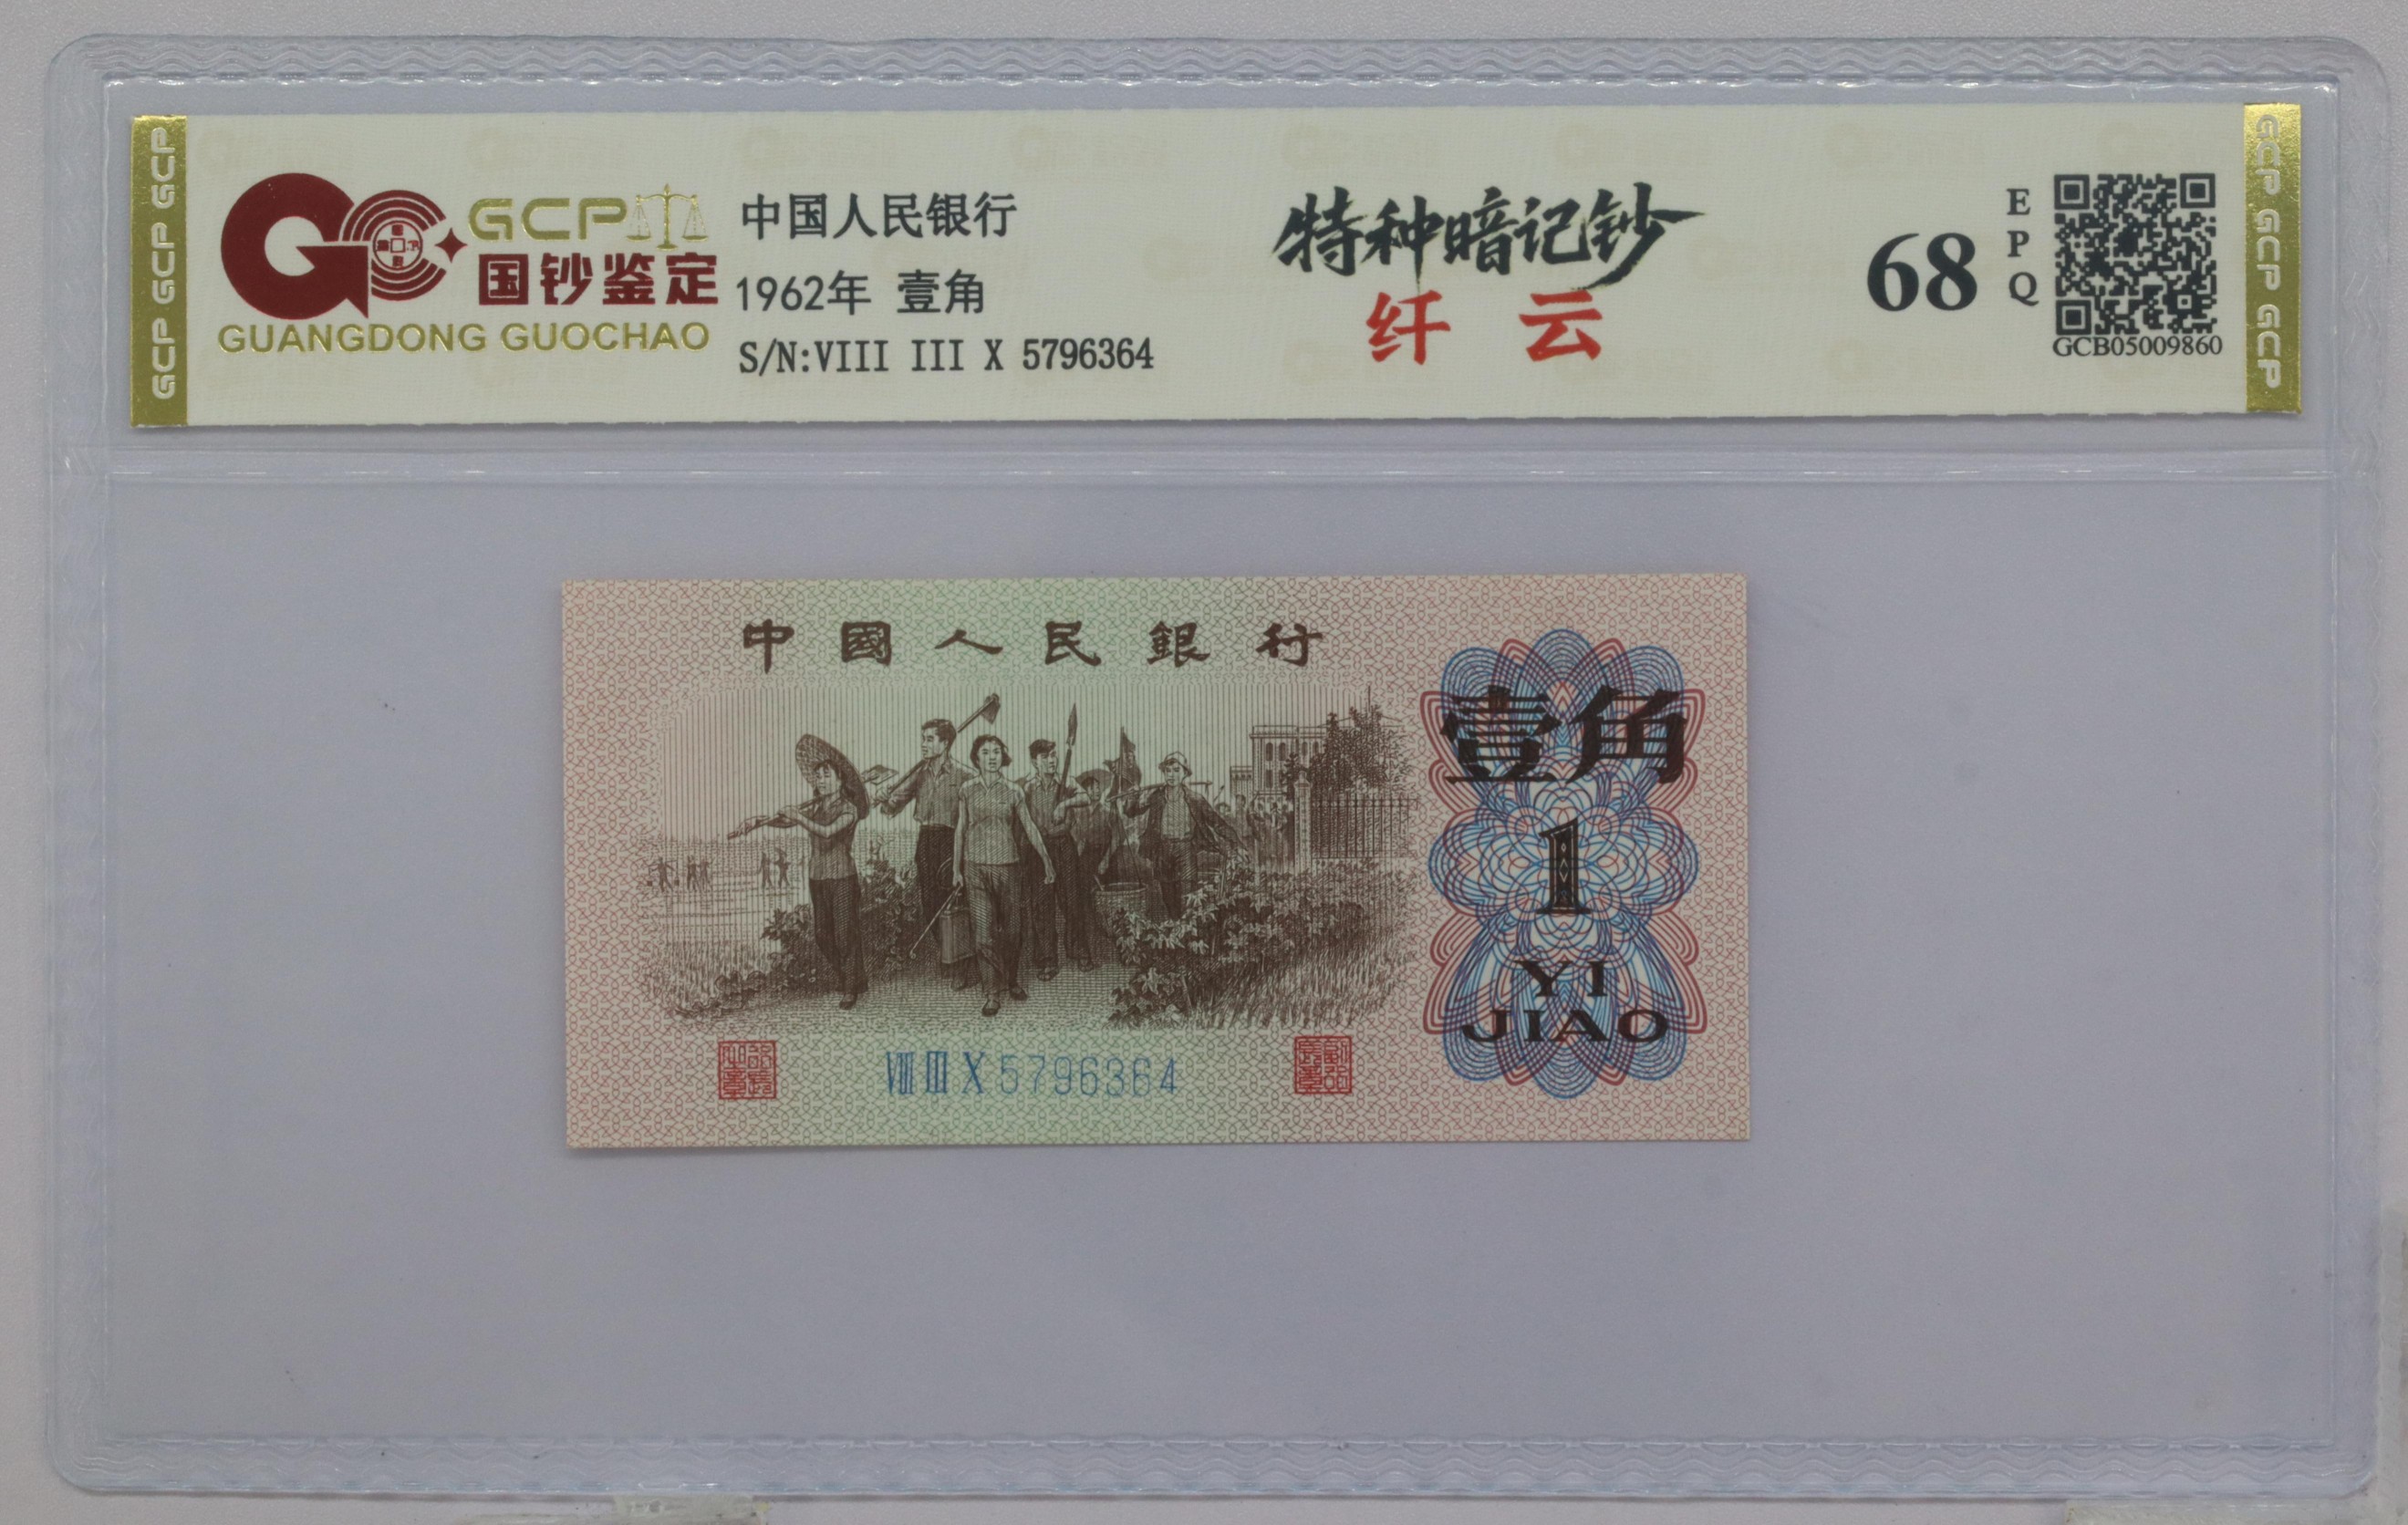 GCP GCP GCP
GCP
国钞鉴定
GUANGDONG GUOCHAO
中国人民银行
1962年 壹角
S/N:VIII III X 5796364
特种暗记钞
纤云
68
EPQ
GCB05009860
GCP GCP GCP
中國人民銀行
壹角
1
YI
JIAO
VIII III X 5796364